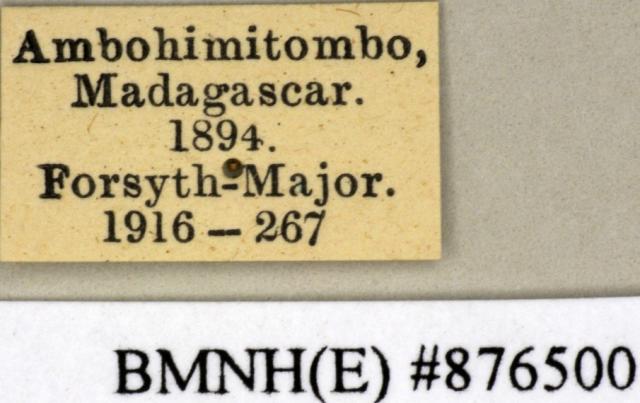 Ambohimitombo,
Madagascar.
1894.
Forsyth-Major.
1916 – 267
BMNH(E) #876500